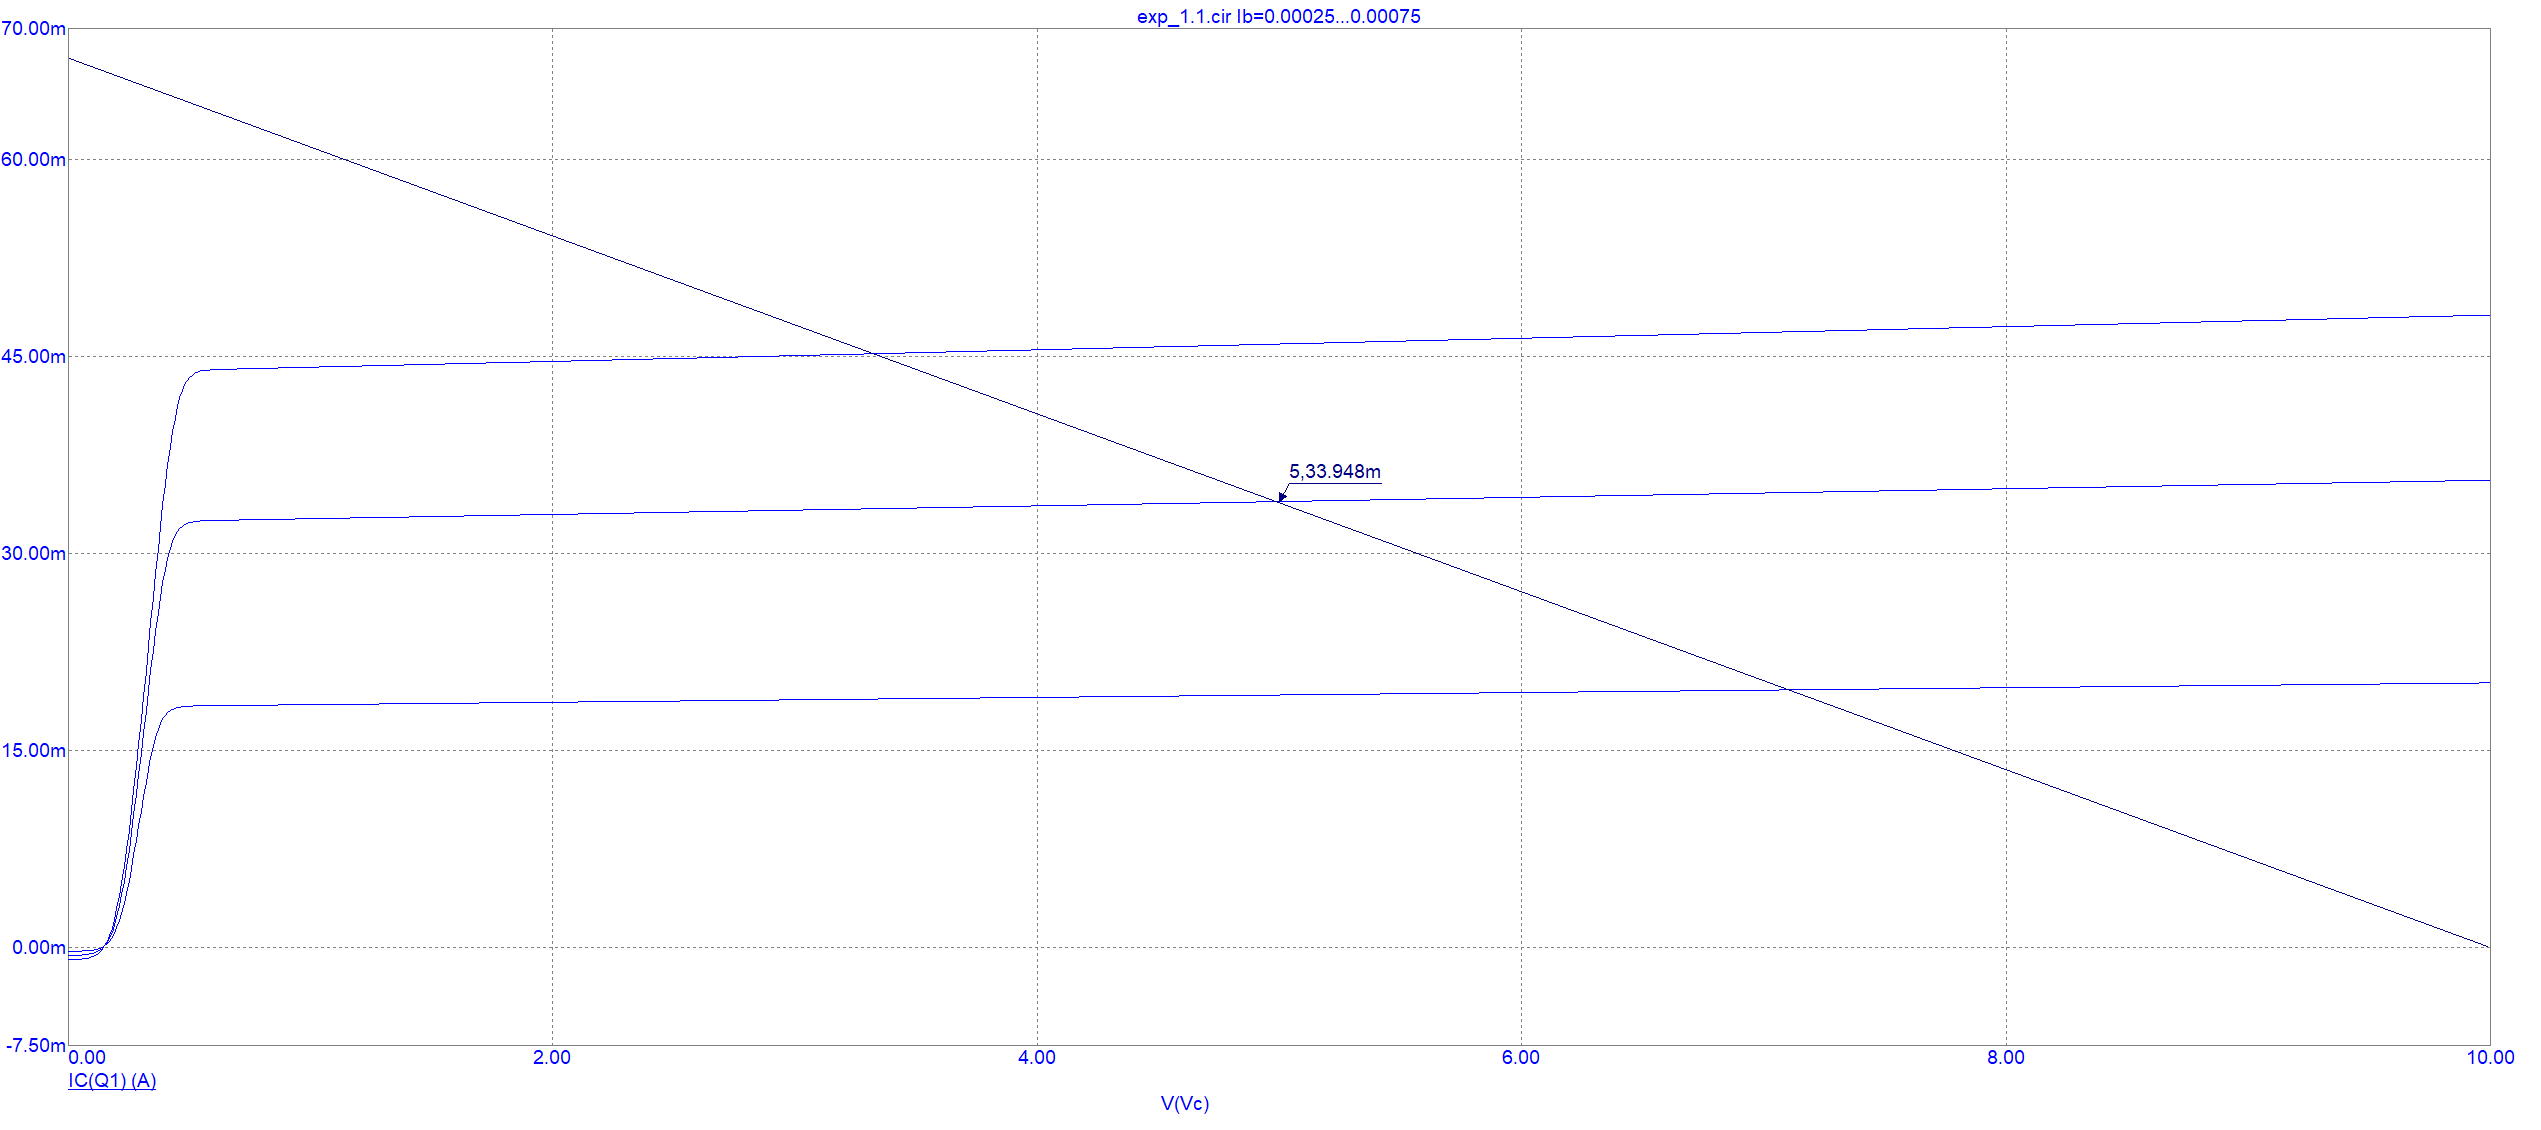 exp_1.1.cir Ib=0.00025...0.00075
70.00m
60.00m
45.00m
5,33.948m
30.00m
15.00m
0.00m
-7.50m
0.00 2.00 4.00 6.00 8.00 10.00
IC(Q1) (A)
V(Vc)